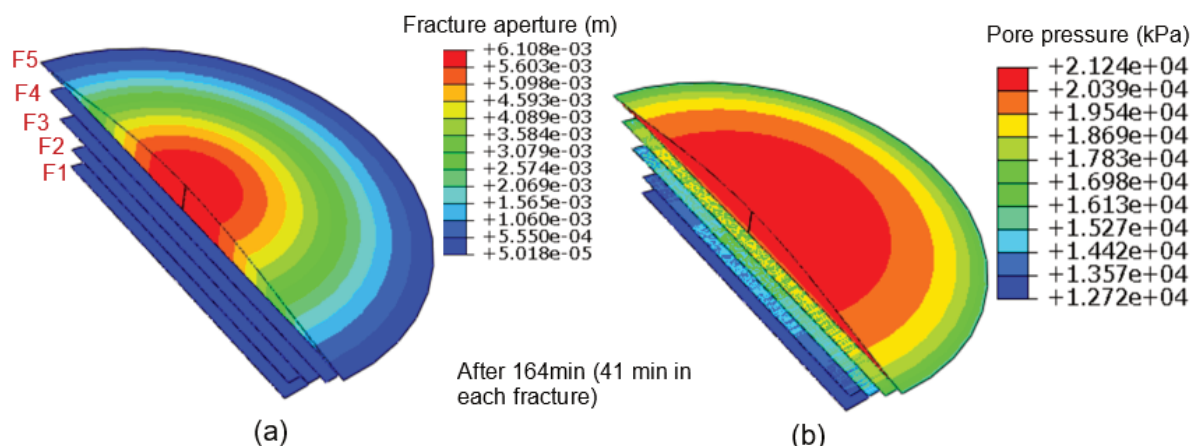 Fracture aperture (m)
+6.108e-03
+5.603e-03
+5.098e-03
+4.593e-03
+4.089e-03
+3.584e-03
+3.079e-03
+2.574e-03
+2.069e-03
+1.565e-03
+1.060e-03
+5.550e-04
+5.018e-05
F5
F4
F3
F2
F1
(a)
Pore pressure (kPa)
+2.124e+04
+2.039e+04
+1.954e+04
+1.869e+04
+1.783e+04
+1.698e+04
+1.613e+04
+1.527e+04
+1.442e+04
+1.357e+04
+1.272e+04
After 164min (41 min in
each fracture)
(b)